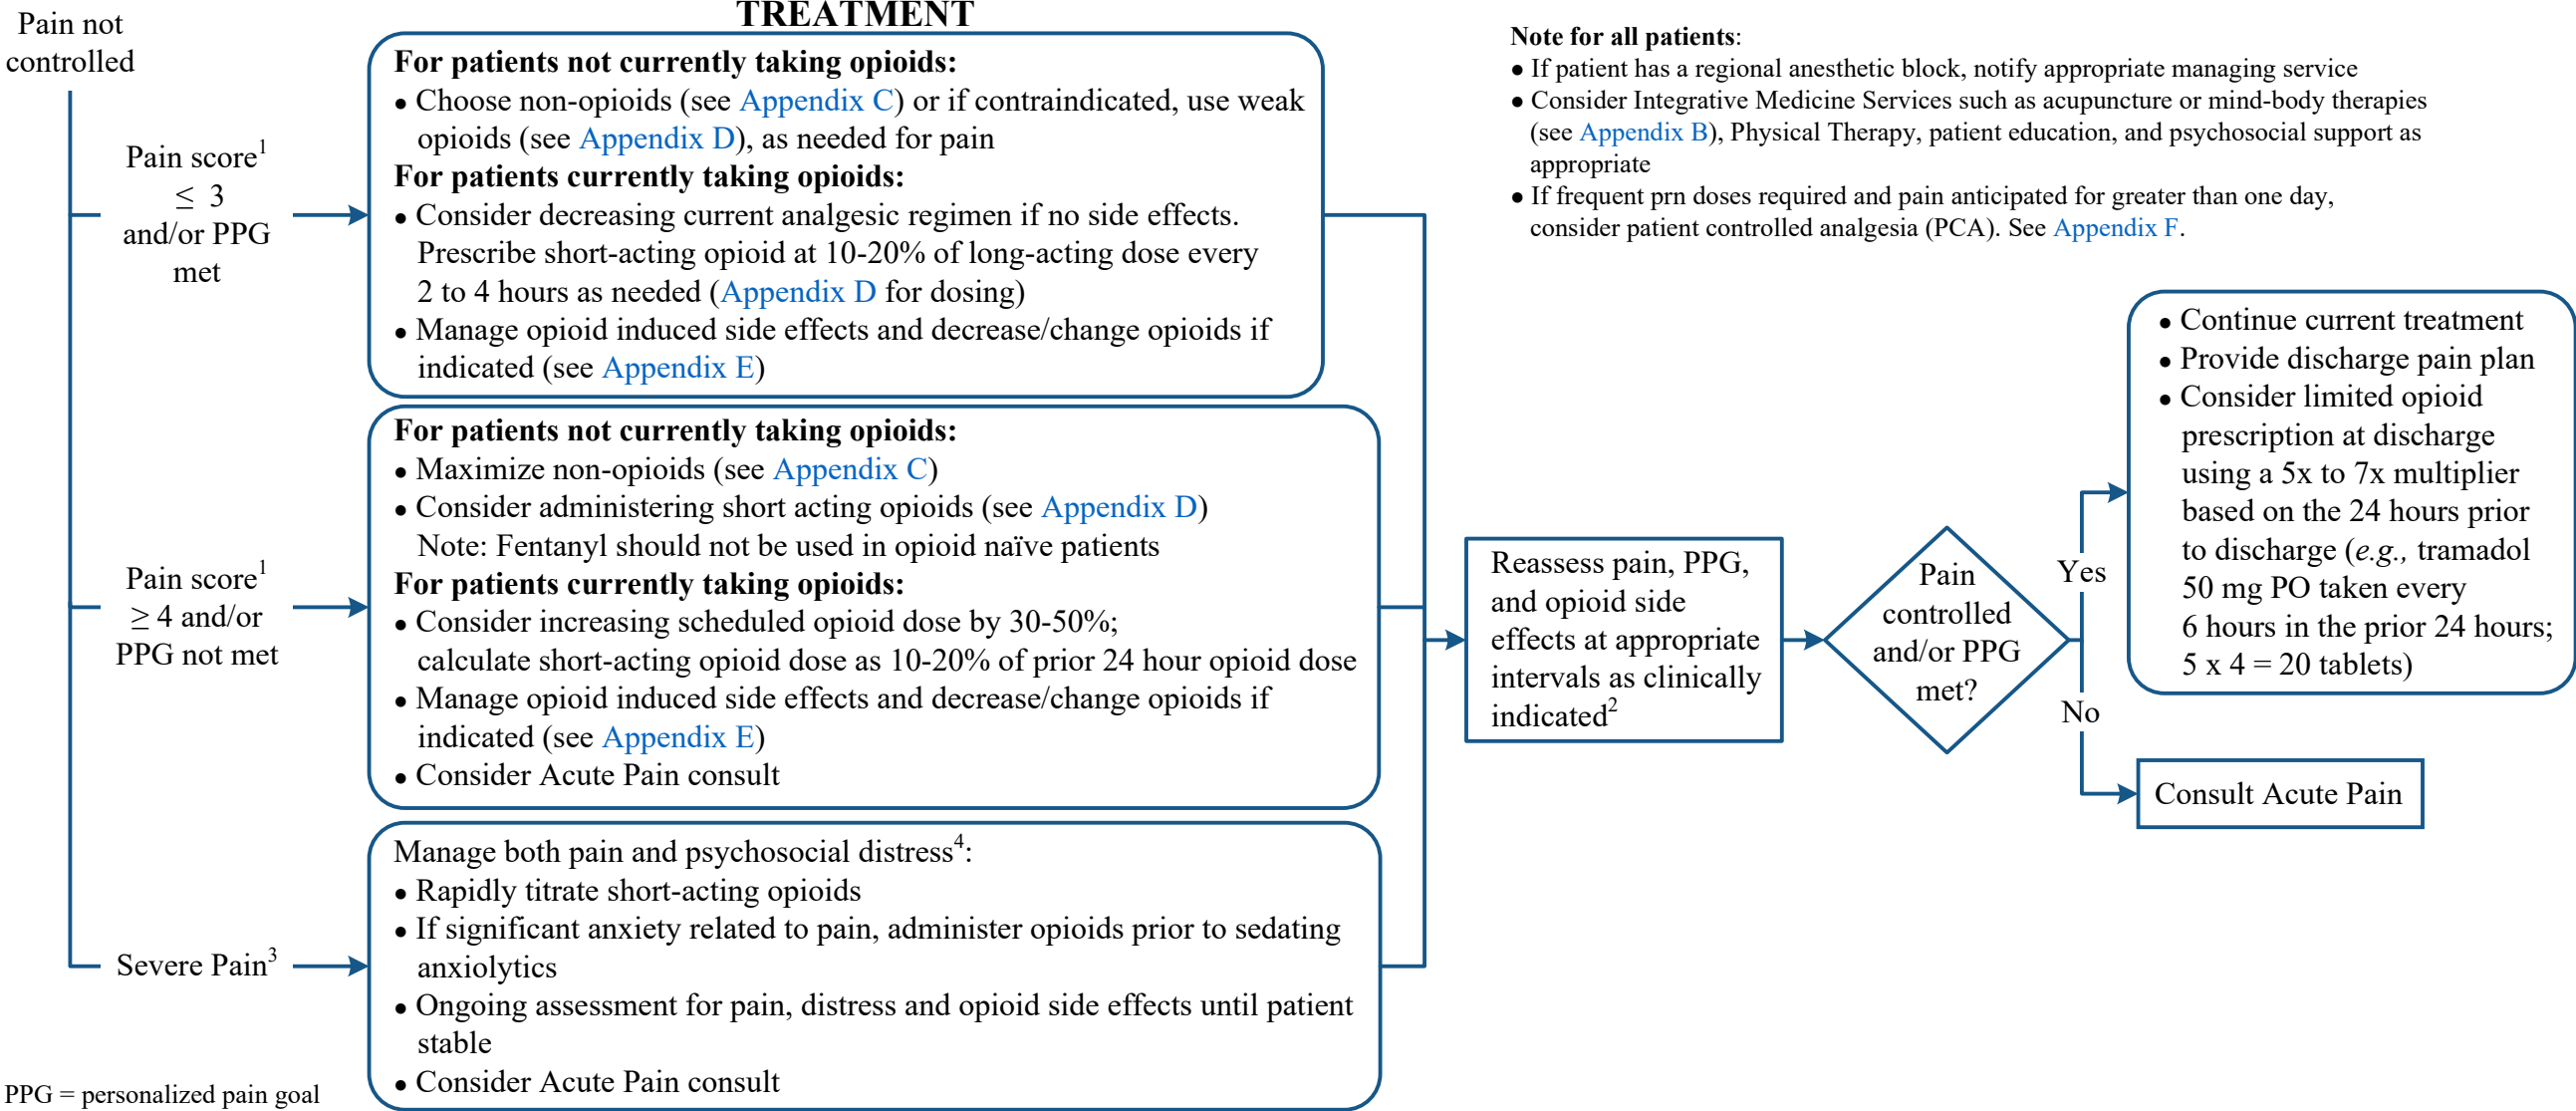 TREATMENT
Pain not
controlled
Pain score1
≤ 3
and/or PPG
met
For patients not currently taking opioids:
● Choose non-opioids (see Appendix C) or if contraindicated, use weak
opioids (see Appendix D), as needed for pain
For patients currently taking opioids:
● Consider decreasing current analgesic regimen if no side effects.
Prescribe short-acting opioid at 10-20% of long-acting dose every
2 to 4 hours as needed (Appendix D for dosing)
● Manage opioid induced side effects and decrease/change opioids if
indicated (see Appendix E)
Pain score1
≥ 4 and/or
PPG not met
For patients not currently taking opioids:
● Maximize non-opioids (see Appendix C)
● Consider administering short acting opioids (see Appendix D)
Note: Fentanyl should not be used in opioid naïve patients
For patients currently taking opioids:
● Consider increasing scheduled opioid dose by 30-50%;
calculate short-acting opioid dose as 10-20% of prior 24 hour opioid dose
● Manage opioid induced side effects and decrease/change opioids if
indicated (see Appendix E)
● Consider Acute Pain consult
Severe Pain3
Manage both pain and psychosocial distress4:
● Rapidly titrate short-acting opioids
● If significant anxiety related to pain, administer opioids prior to sedating
anxiolytics
● Ongoing assessment for pain, distress and opioid side effects until patient
stable
● Consider Acute Pain consult
Note for all patients:
● If patient has a regional anesthetic block, notify appropriate managing service
● Consider Integrative Medicine Services such as acupuncture or mind-body therapies
(see Appendix B), Physical Therapy, patient education, and psychosocial support as
appropriate
● If frequent prn doses required and pain anticipated for greater than one day,
consider patient controlled analgesia (PCA). See Appendix F.
Reassess pain, PPG,
and opioid side
effects at appropriate
intervals as clinically
indicated2
Pain
controlled
and/or PPG
met?
Yes
● Continue current treatment
● Provide discharge pain plan
● Consider limited opioid
prescription at discharge
using a 5x to 7x multiplier
based on the 24 hours prior
to discharge (e.g., tramadol
50 mg PO taken every
6 hours in the prior 24 hours;
5 x 4 = 20 tablets)
No
Consult Acute Pain
PPG = personalized pain goal